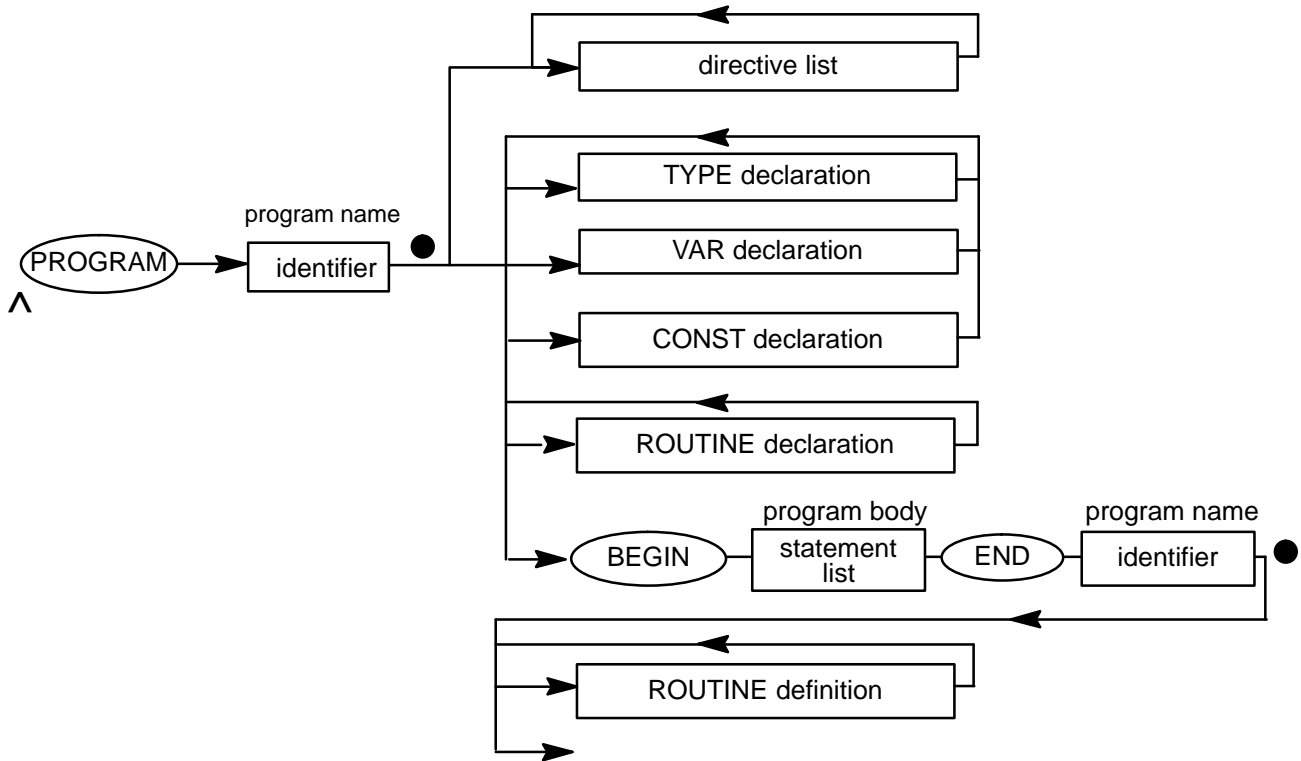 directive list
TYPE declaration
program name
PROGRAM
identifier
VAR declaration
^
CONST declaration
ROUTINE declaration
program body
program name
BEGIN
statement
list
END
identifier
ROUTINE definition